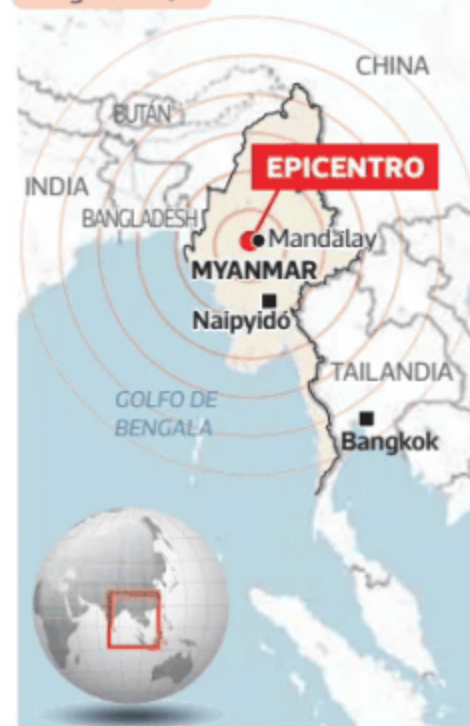 CHINA
BUTÁN
EPICENTRO
INDIA
BANGLADESH
Mandalay
MYANMAR
Naipyidó
TAILANDIA
GOLFO DE
BENGALA
Bangkok